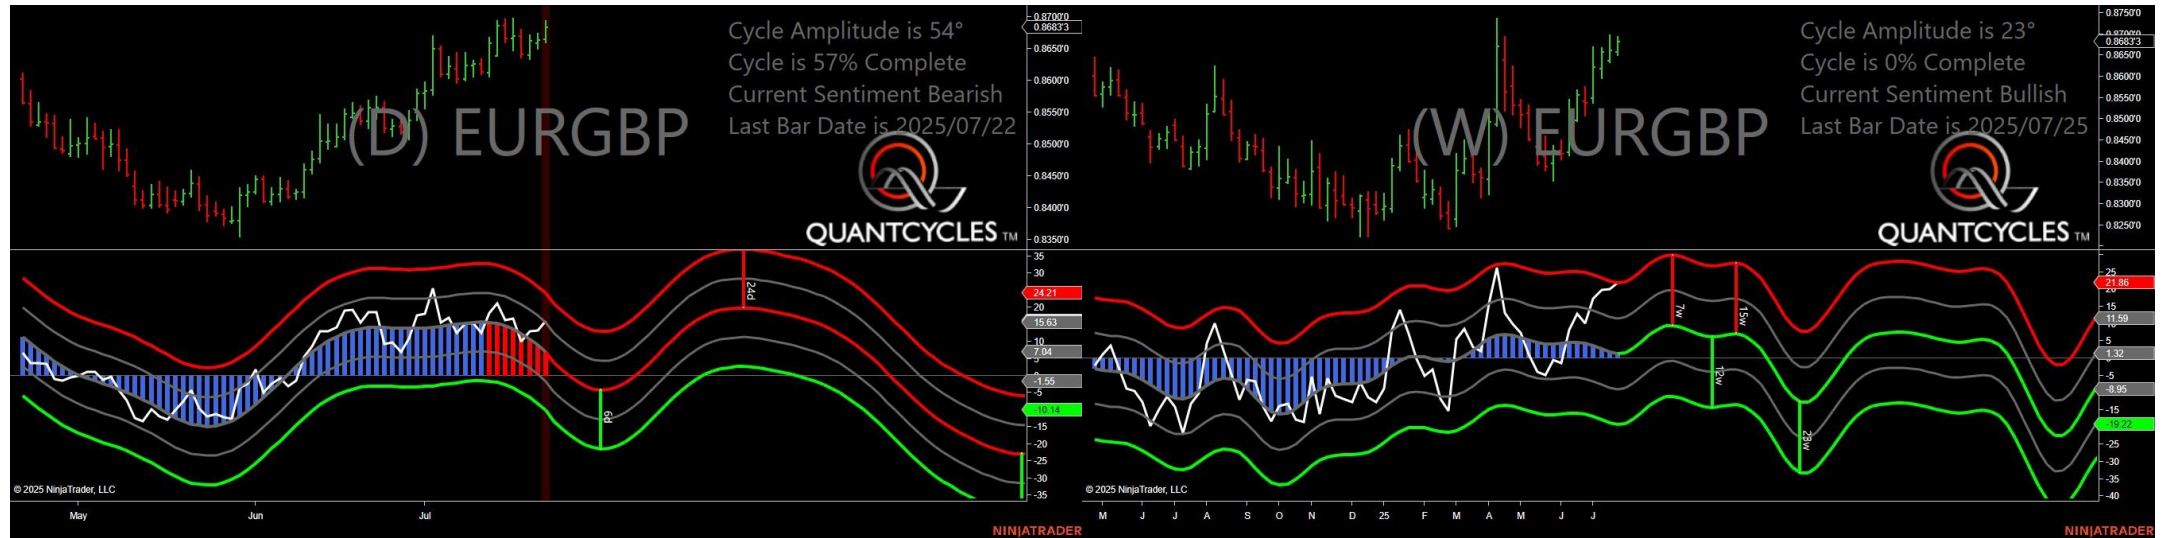 Cycle Amplitude is 54°
Cycle is 57% Complete
Current Sentiment Bearish
Last Bar Date is 2025/07/22
(D) EURGBP
QUANTCYCLES TM
0.8700'0
0.8683'3
0.8650'0
0.8600'0
0.8550'0
0.8500'0
0.8450'0
0.8400'0
0.8350'0
35
30
24.21
20
15.63
10
7.04
-1.55
-5
-10.14
-15
-20
-25
-30
-35
24d
6d
© 2025 NinjaTrader, LLC
May Jun Jul
NINJATRADER
Cycle Amplitude is 23°
Cycle is 0% Complete
Current Sentiment Bullish
Last Bar Date is 2025/07/25
(W) EURGBP
QUANTCYCLES TM
0.8750'0
0.8683'3
0.8650'0
0.8600'0
0.8550'0
0.8500'0
0.8450'0
0.8400'0
0.8350'0
0.8300'0
0.8250'0
25
21.86
15
11.59
5
1.32
-5
-8.95
-15
-19.22
-25
-30
-35
-40
7w
15w
12w
© 2025 NinjaTrader, LLC
M J J A S O N D 25 F M A M J J
NINJATRADER